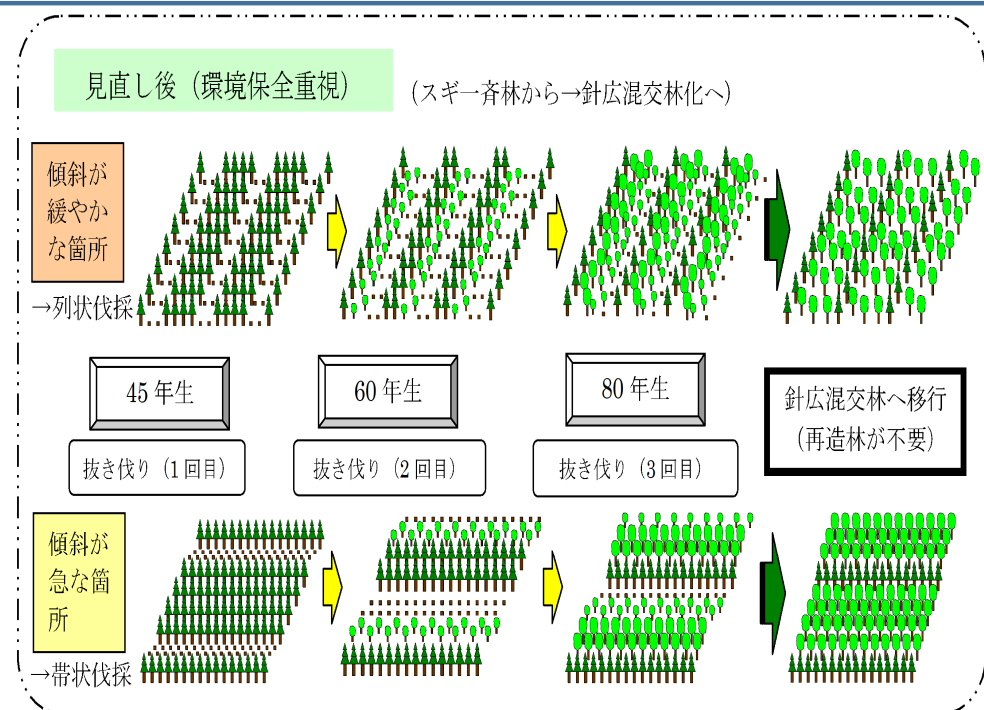 見直し後（環境保全重視）
（スギ一斉林から→針広混交林化へ）
傾斜が
緩やか
な箇所
→列状伐採
45年生
60年生
80年生
針広混交林へ移行
（再造林が不要）
抜き伐り（1回目）
抜き伐り（2回目）
抜き伐り（3回目）
傾斜が
急な箇
所
→帯状伐採